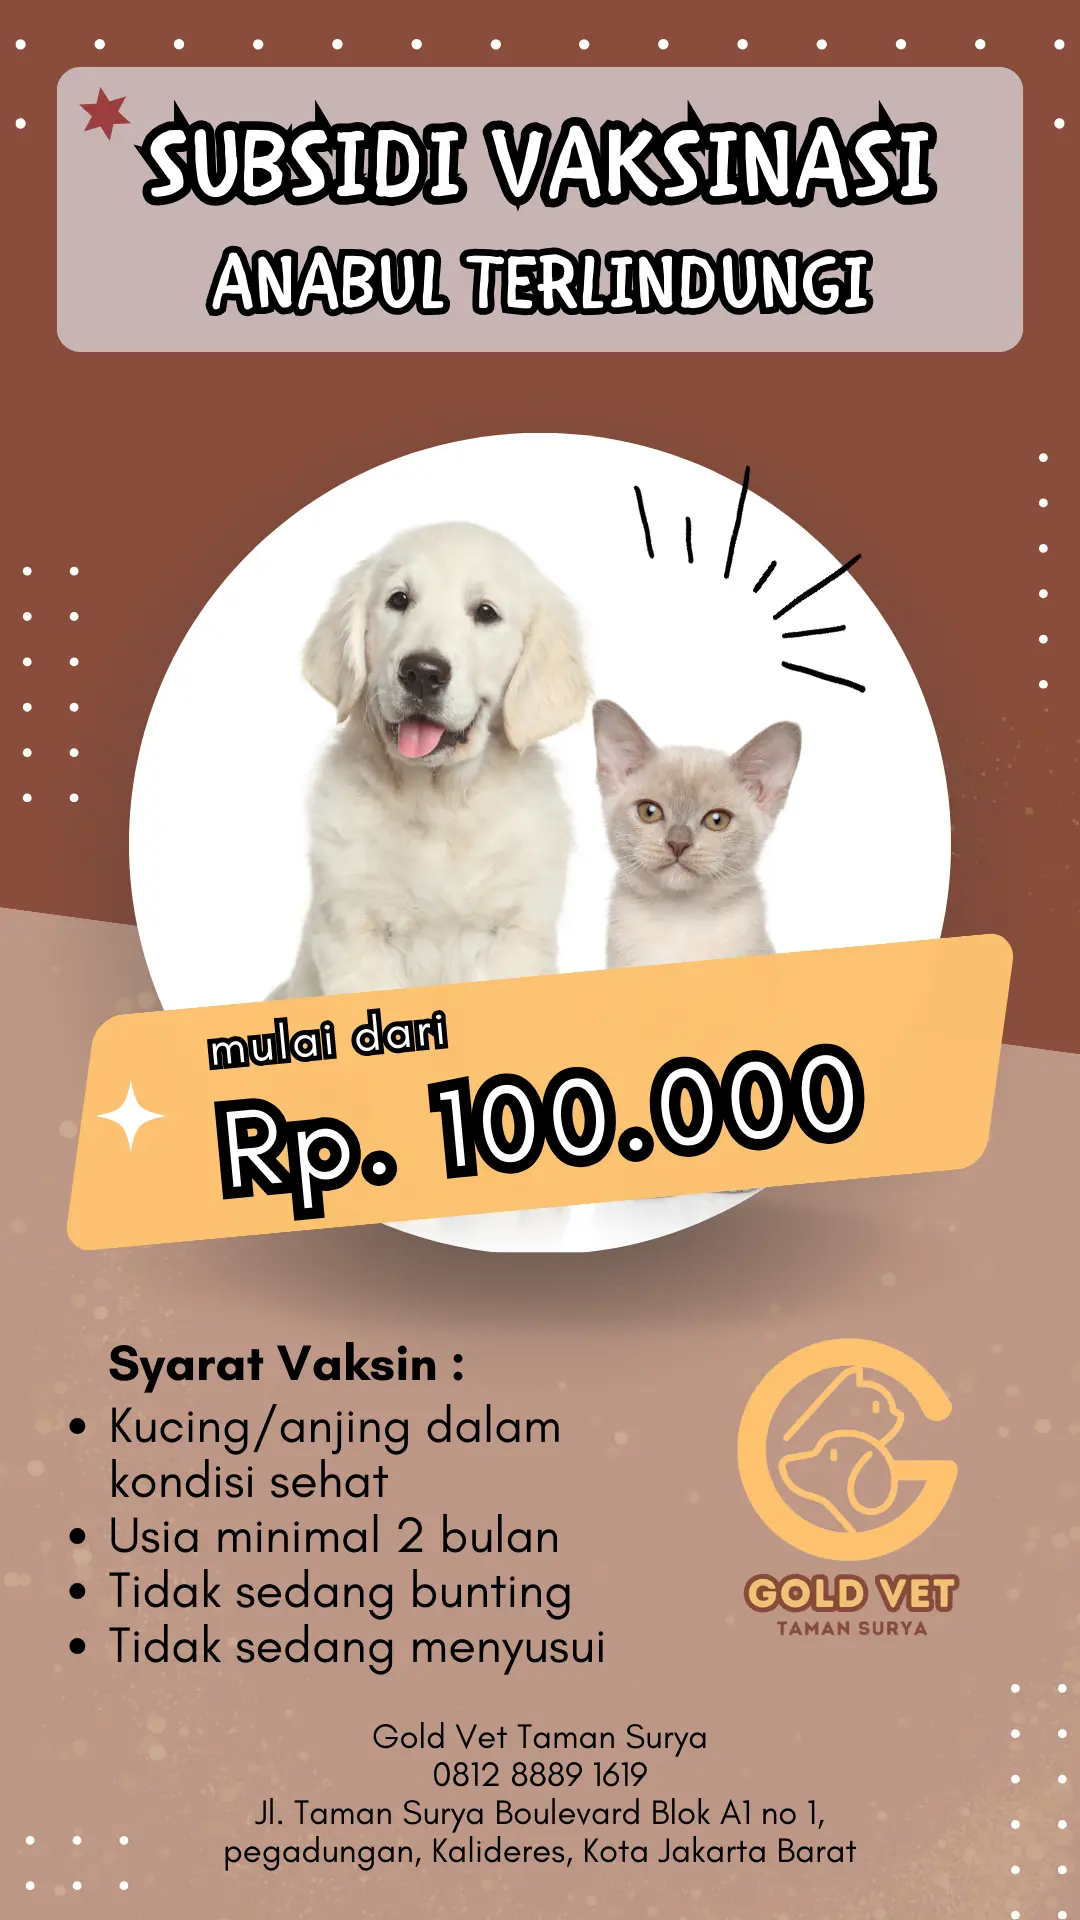 SUBSIDI VAKSINASI
ANABUL TERLINDUNGI
mulai dari
Rp. 100.000
Syarat Vaksin :
• Kucing/anjing dalam
kondisi sehat
• Usia minimal 2 bulan
• Tidak sedang bunting
• Tidak sedang menyusui
GOLD VET
TAMAN SURYA
Gold Vet Taman Surya
0812 8889 1619
Jl. Taman Surya Boulevard Blok A1 no 1,
pegadungan, Kalideres, Kota Jakarta Barat